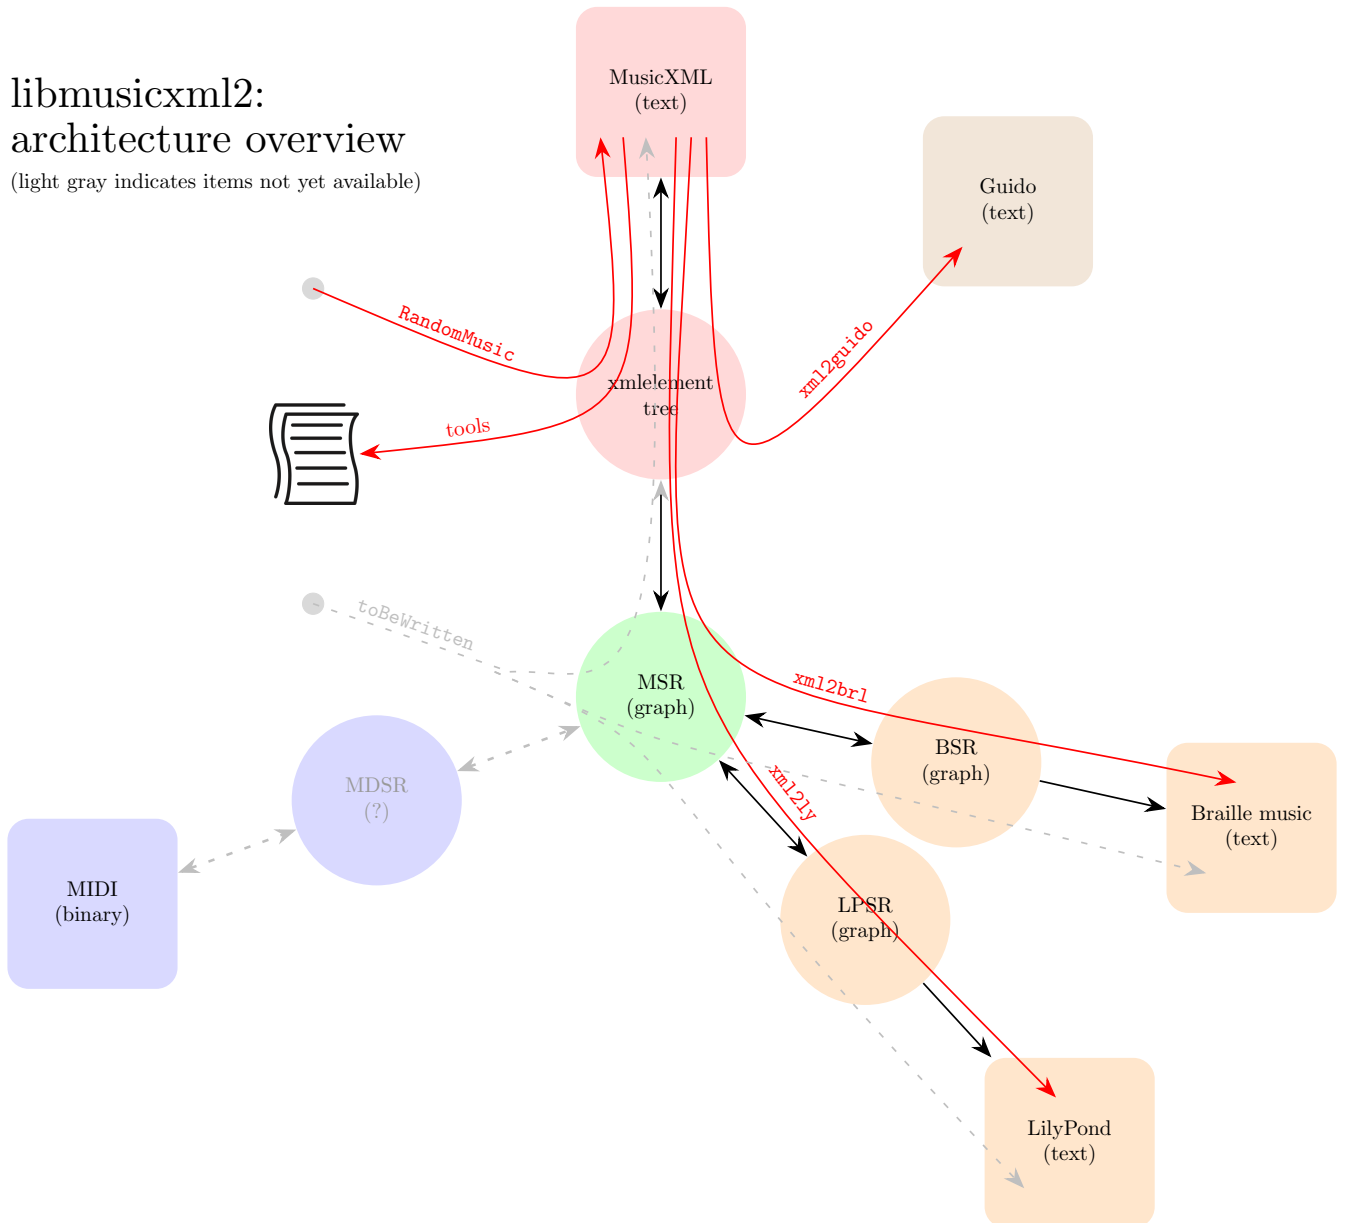 libmusicxml2:
architecture overview
(light gray indicates items not yet available)
MusicXML
(text)
Guido
(text)
RandomMusic
xml2guido
xmlelement
tree
tools
toBeWritten
MSR
(graph)
xml2brl
BSR
(graph)
MDSR
(?)
xml2ly
Braille music
(text)
MIDI
(binary)
LPSR
(graph)
LilyPond
(text)